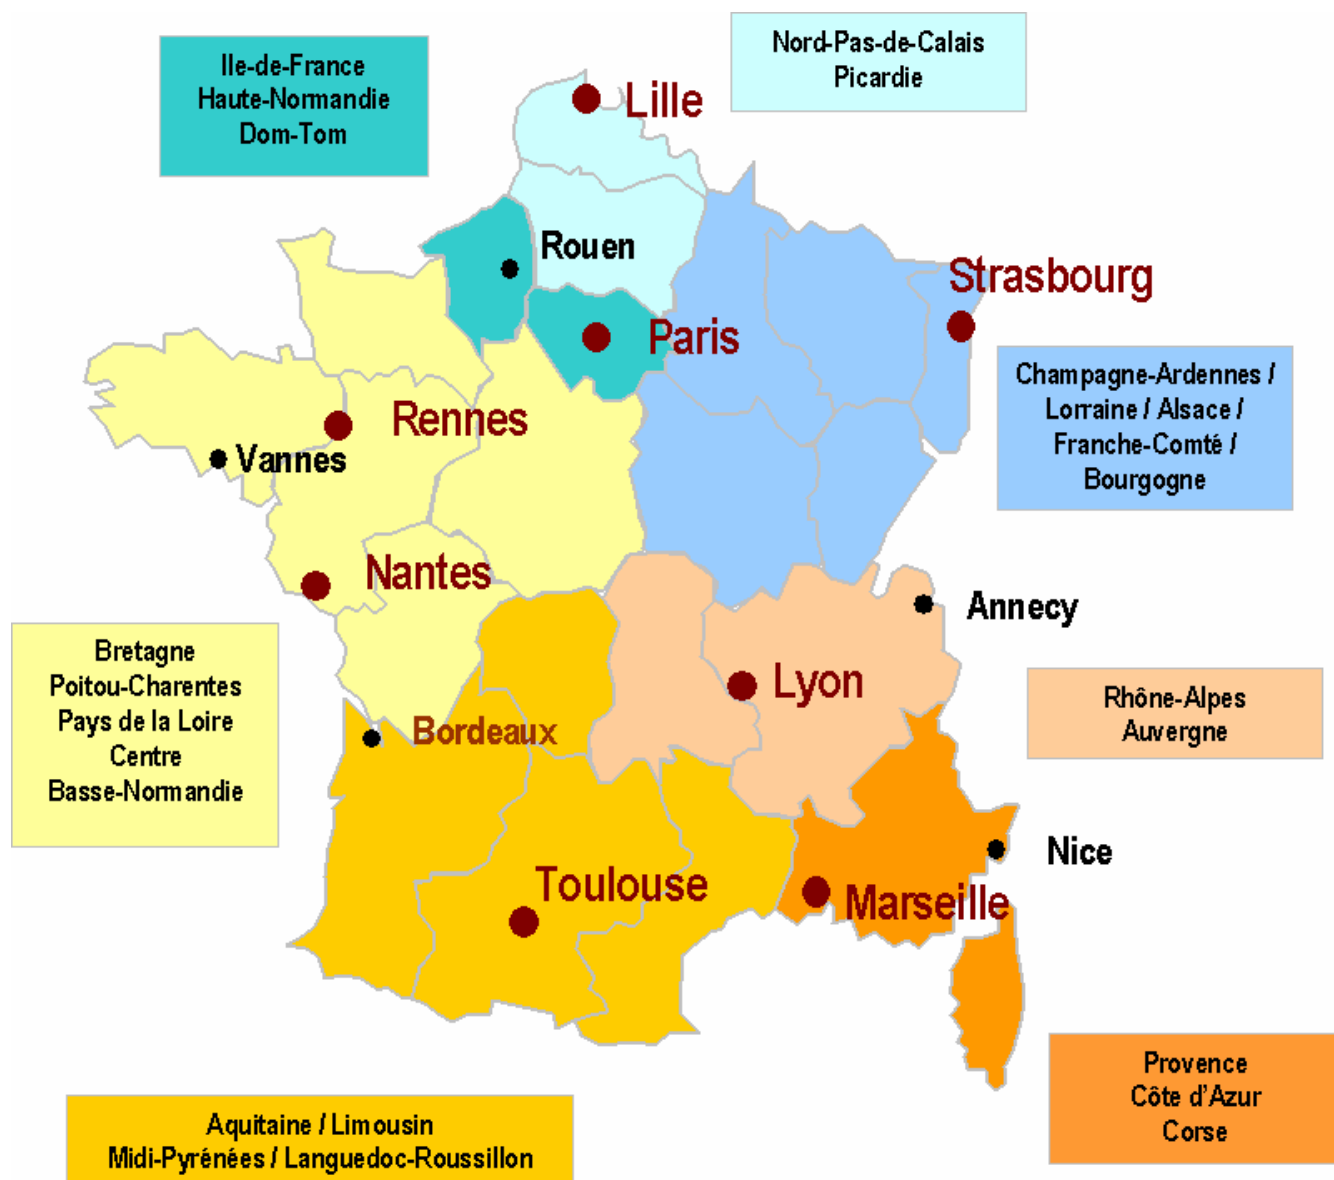 Nord-Pas-de-Calais
Picardie
Ile-de-France
Haute-Normandie
Dom-Tom
Lille
Rouen
Strasbourg
Paris
Champagne-Ardennes /
Lorraine / Alsace /
Franche-Comté /
Bourgogne
Rennes
Vannes
Nantes
Annecy
Bretagne
Poitou-Charentes
Pays de la Loire
Centre
Basse-Normandie
Lyon
Rhône-Alpes
Auvergne
Bordeaux
Nice
Toulouse
Marseille
Provence
Côte d'Azur
Corse
Aquitaine / Limousin
Midi-Pyrénées / Languedoc-Roussillon